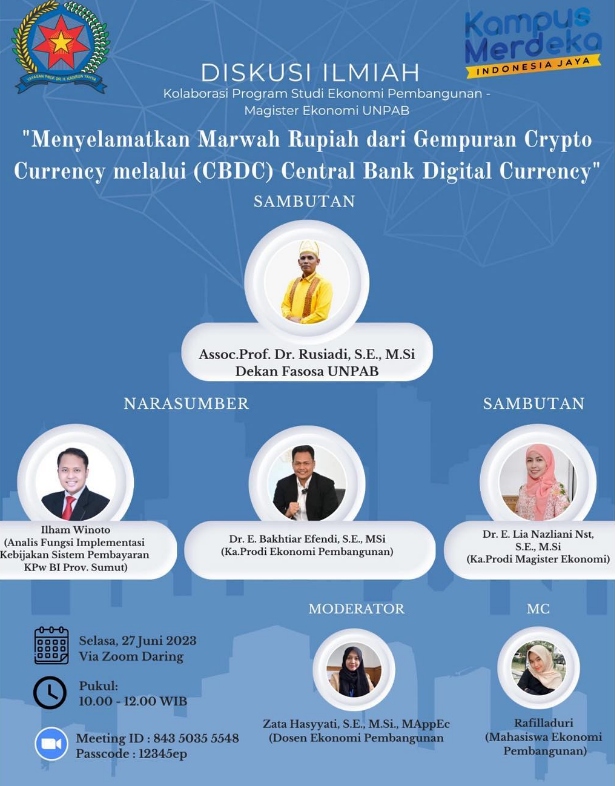 Kampus
Merdeka
INDONESIA JAYA
DISKUSI ILMIAH
Kolaborasi Program Studi Ekonomi Pembangunan -
Magister Ekonomi UNPAB
"Menyelamatkan Marwah Rupiah dari Gempuran Crypto
Currency melalui (CBDC) Central Bank Digital Currency"
SAMBUTAN
Assoc.Prof. Dr. Rusiadi, S.E., M.Si
Dekan Fasosa UNPAB
NARASUMBER
SAMBUTAN
Ilham Winoto
(Analis Fungsi Implementasi
Kebijakan Sistem Pembayaran
KPw BI Prov. Sumut)
Dr. E. Bakhtiar Efendi, S.E., MSi
(Ka.Prodi Ekonomi Pembangunan)
Dr. E. Lia Nazliani Nst,
S.E., M.Si
(Ka.Prodi Magister Ekonomi)
MODERATOR
MC
Selasa, 27 Juni 2023
Via Zoom Daring
Pukul:
10.00 - 12.00 WIB
Meeting ID : 843 5035 5548
Passcode : 12345ep
Zata Hasyyati, S.E., M.Si., MAppEc
(Dosen Ekonomi Pembangunan
Rafilladuri
(Mahasiswa Ekonomi
Pembangunan)